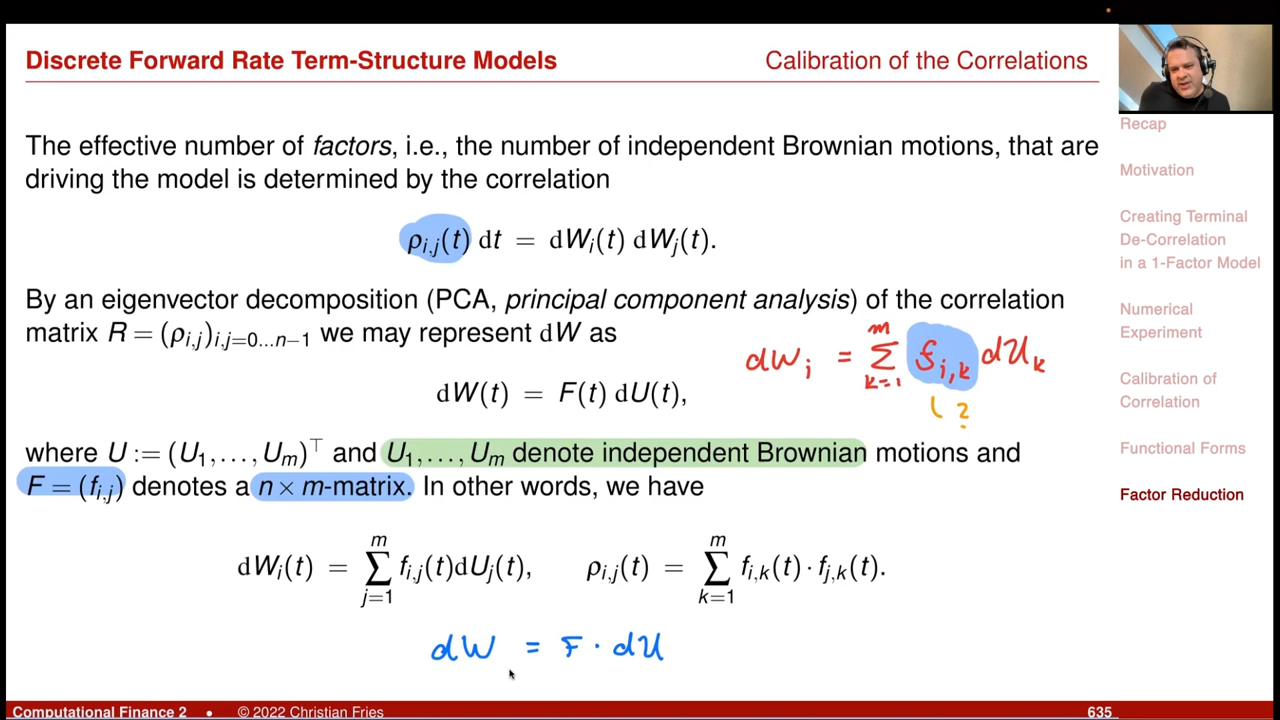 Discrete Forward Rate Term-Structure Models
Calibration of the Correlations
The effective number of factors, i.e., the number of independent Brownian motions, that are
driving the model is determined by the correlation
ρi,j(t) dt = dWi(t) dWj(t).
By an eigenvector decomposition (PCA, principal component analysis) of the correlation
matrix R = (ρi,j)i,j=0...n−1 we may represent dW as
dWi = Σ k=1 m fi,k dUk
dW(t) = F(t) dU(t),
?
where U := (U1,…,Um)⊤ and U1,…,Um denote independent Brownian motions and
F = (fi,j) denotes a n × m-matrix. In other words, we have
dWi(t) = Σ j=1 m fi,j(t)dUj(t), ρi,j(t) = Σ k=1 m fi,k(t)·fj,k(t).
dW = F · dU
Computational Finance 2 • © 2022 Christian Fries 635
Recap
Motivation
Creating Terminal
De-Correlation
in a 1-Factor Model
Numerical
Experiment
Calibration of
Correlation
Functional Forms
Factor Reduction